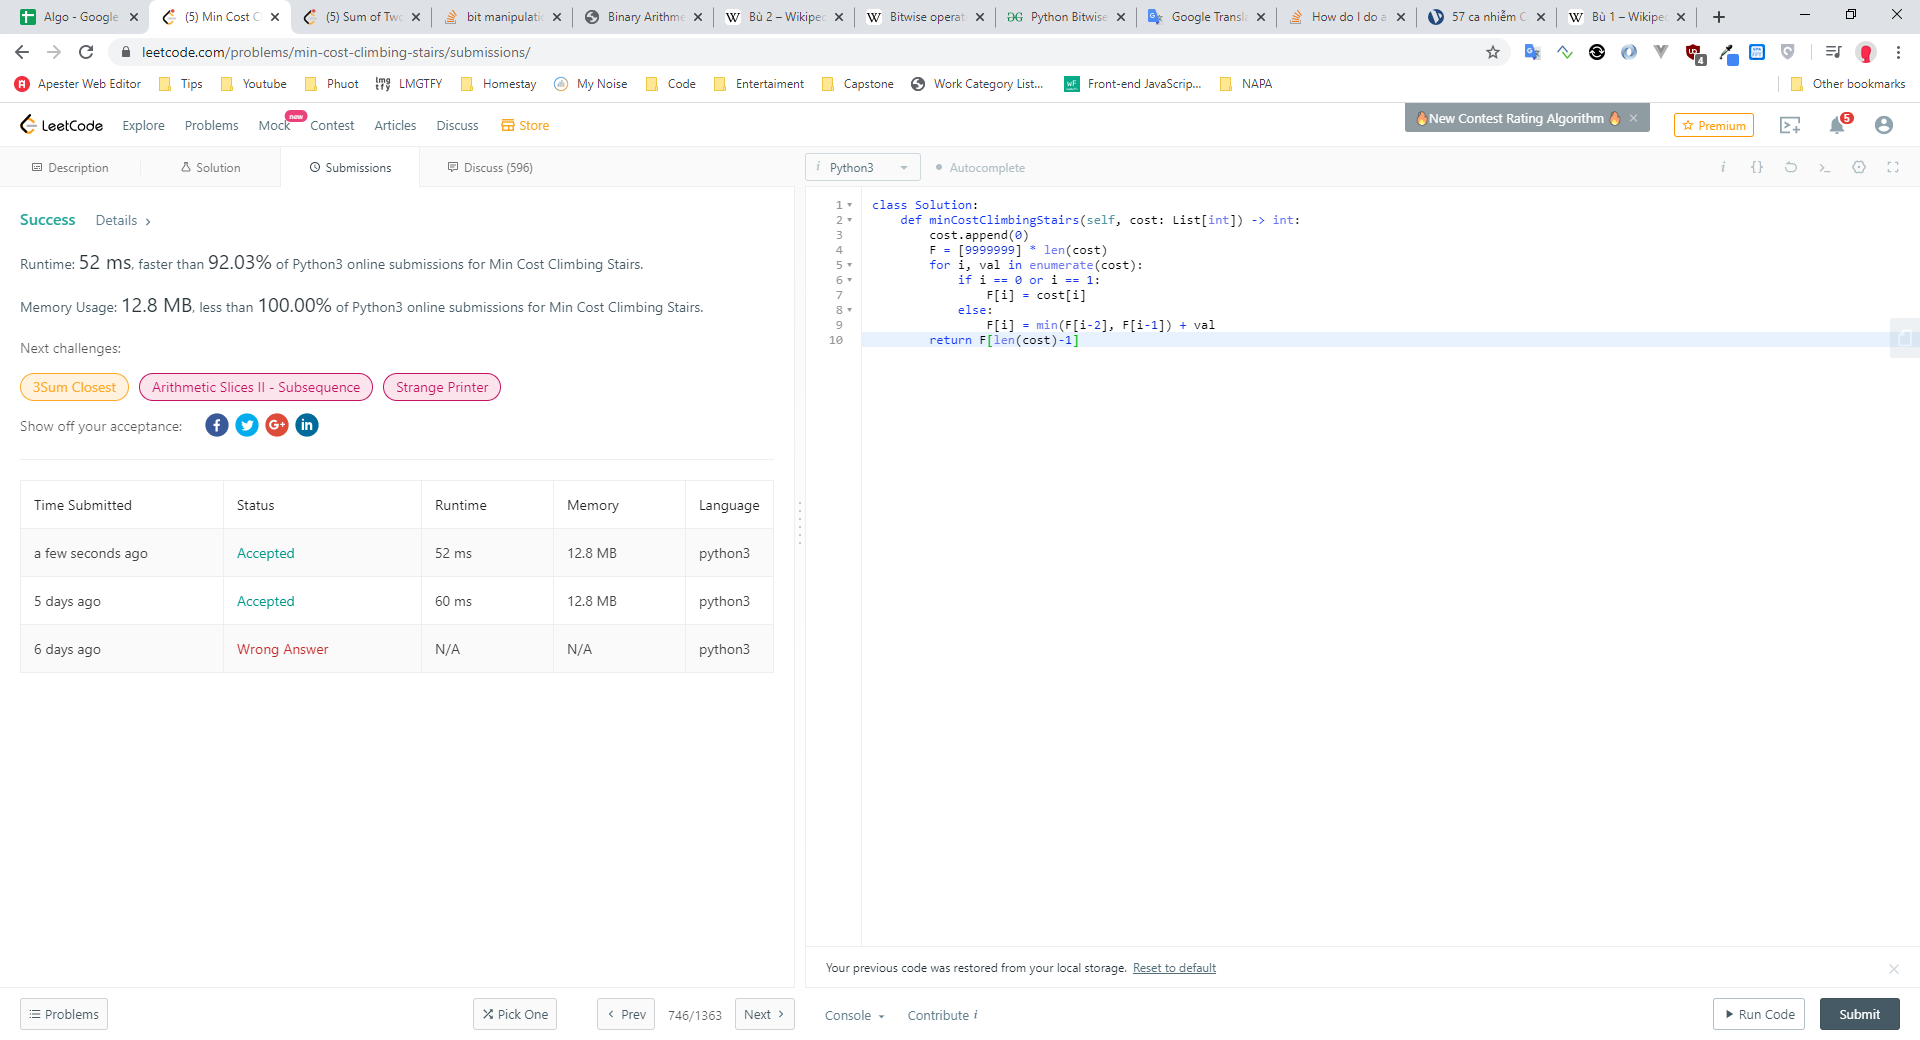 Algo - Google
(5) Min Cost C
(5) Sum of Two
bit manipulatio
Binary Arithme
Bù 2 – Wikiped
Bitwise operat
Python Bitwise
Google Transla
How do I do a
57 ca nhiễm C
Bù 1 – Wikiped
leetcode.com/problems/min-cost-climbing-stairs/submissions/
4
Apester Web Editor
Tips
Youtube
Phuot
LMGTFY
Homestay
My Noise
Code
Entertaiment
Capstone
Work Category List...
Front-end JavaScrip...
NAPA
Other bookmarks
LeetCode
Explore
Problems
Mock
new
Contest
Articles
Discuss
Store
🔥New Contest Rating Algorithm 🔥
Premium
5
Description
Solution
Submissions
Discuss (596)
i Python3
Autocomplete
Success
Details
Runtime: 52 ms, faster than 92.03% of Python3 online submissions for Min Cost Climbing Stairs.
Memory Usage: 12.8 MB, less than 100.00% of Python3 online submissions for Min Cost Climbing Stairs.
Next challenges:
3Sum Closest
Arithmetic Slices II - Subsequence
Strange Printer
Show off your acceptance:
Time Submitted Status Runtime Memory Language
a few seconds ago Accepted 52 ms 12.8 MB python3
5 days ago Accepted 60 ms 12.8 MB python3
6 days ago Wrong Answer N/A N/A python3
1 class Solution:
2 def minCostClimbingStairs(self, cost: List[int]) -> int:
3 cost.append(0)
4 F = [9999999] * len(cost)
5 for i, val in enumerate(cost):
6 if i == 0 or i == 1:
7 F[i] = cost[i]
8 else:
9 F[i] = min(F[i-2], F[i-1]) + val
10 return F[len(cost)-1]
Your previous code was restored from your local storage. Reset to default
Problems
Pick One
Prev
746/1363
Next
Console
Contribute i
Run Code
Submit